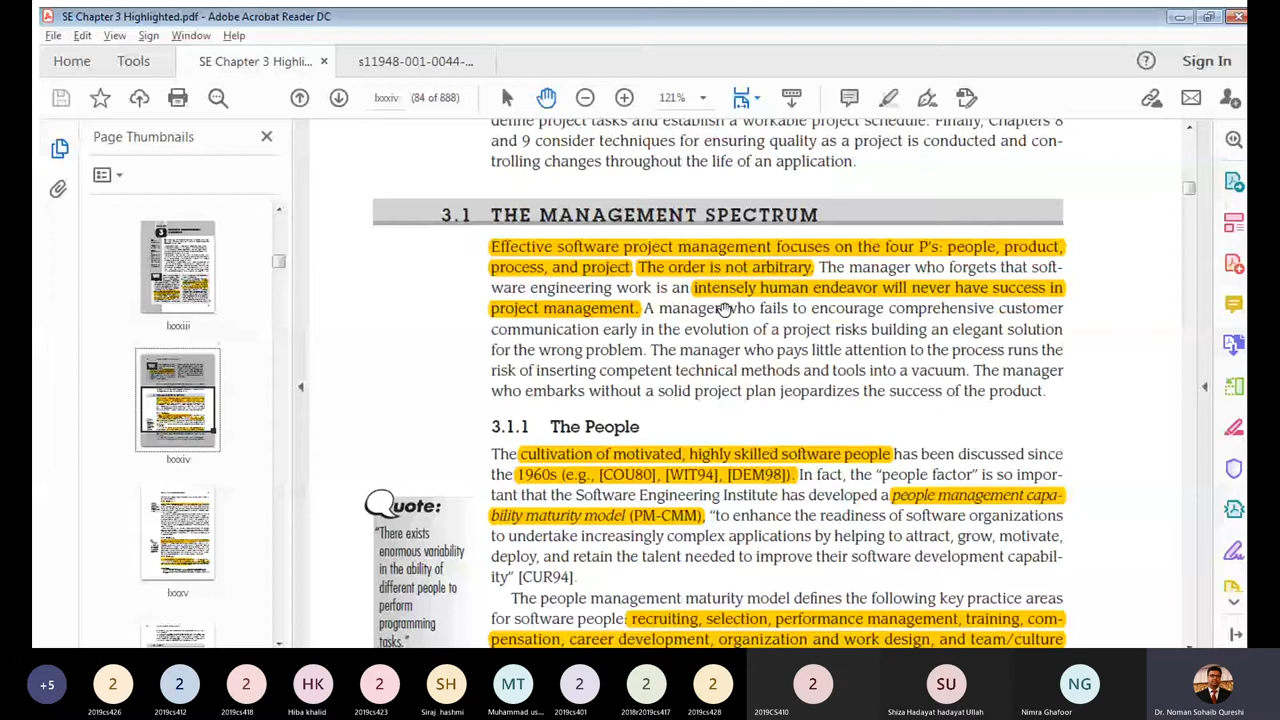 SE Chapter 3 Highlighted.pdf - Adobe Acrobat Reader DC
File Edit View Sign Window Help
Home Tools SE Chapter 3 Highli... × s11948-001-0044-... Sign In
lxxiv (84 of 888) 121%
Page Thumbnails
lxxiii
lxxiv
lxxv
define project tasks and establish a workable project schedule. Finally, Chapters 8
and 9 consider techniques for ensuring quality as a project is conducted and con-
trolling changes throughout the life of an application.
3.1 THE MANAGEMENT SPECTRUM
Effective software project management focuses on the four P's: people, product,
process, and project. The order is not arbitrary. The manager who forgets that soft-
ware engineering work is an intensely human endeavor will never have success in
project management. A manager who fails to encourage comprehensive customer
communication early in the evolution of a project risks building an elegant solution
for the wrong problem. The manager who pays little attention to the process runs the
risk of inserting competent technical methods and tools into a vacuum. The manager
who embarks without a solid project plan jeopardizes the success of the product.
3.1.1 The People
The cultivation of motivated, highly skilled software people has been discussed since
the 1960s (e.g., [COU80], [WIT94], [DEM98]). In fact, the "people factor" is so impor-
tant that the Software Engineering Institute has developed a people management capa-
bility maturity model (PM-CMM), "to enhance the readiness of software organizations
to undertake increasingly complex applications by helping to attract, grow, motivate,
deploy, and retain the talent needed to improve their software development capabil-
ity" [CUR94].
The people management maturity model defines the following key practice areas
for software people: recruiting, selection, performance management, training, com-
pensation, career development, organization and work design, and team/culture
Quote:
"There exists
enormous variability
in the ability of
different people to
perform
programming
tasks."
+5 2 2 2 HK 2 SH MT 2 2 2 2 SU NG
2019cs426 2019cs412 2019cs418 Hiba khalid 2019cs423 Siraj hashmi Muhammad us... 2019cs401 2018r2019cs417 2019cs428 2019CS410 Shiza Hadayat hadayat Ullah Nimra Ghafoor Dr. Noman Sohaib Qureshi